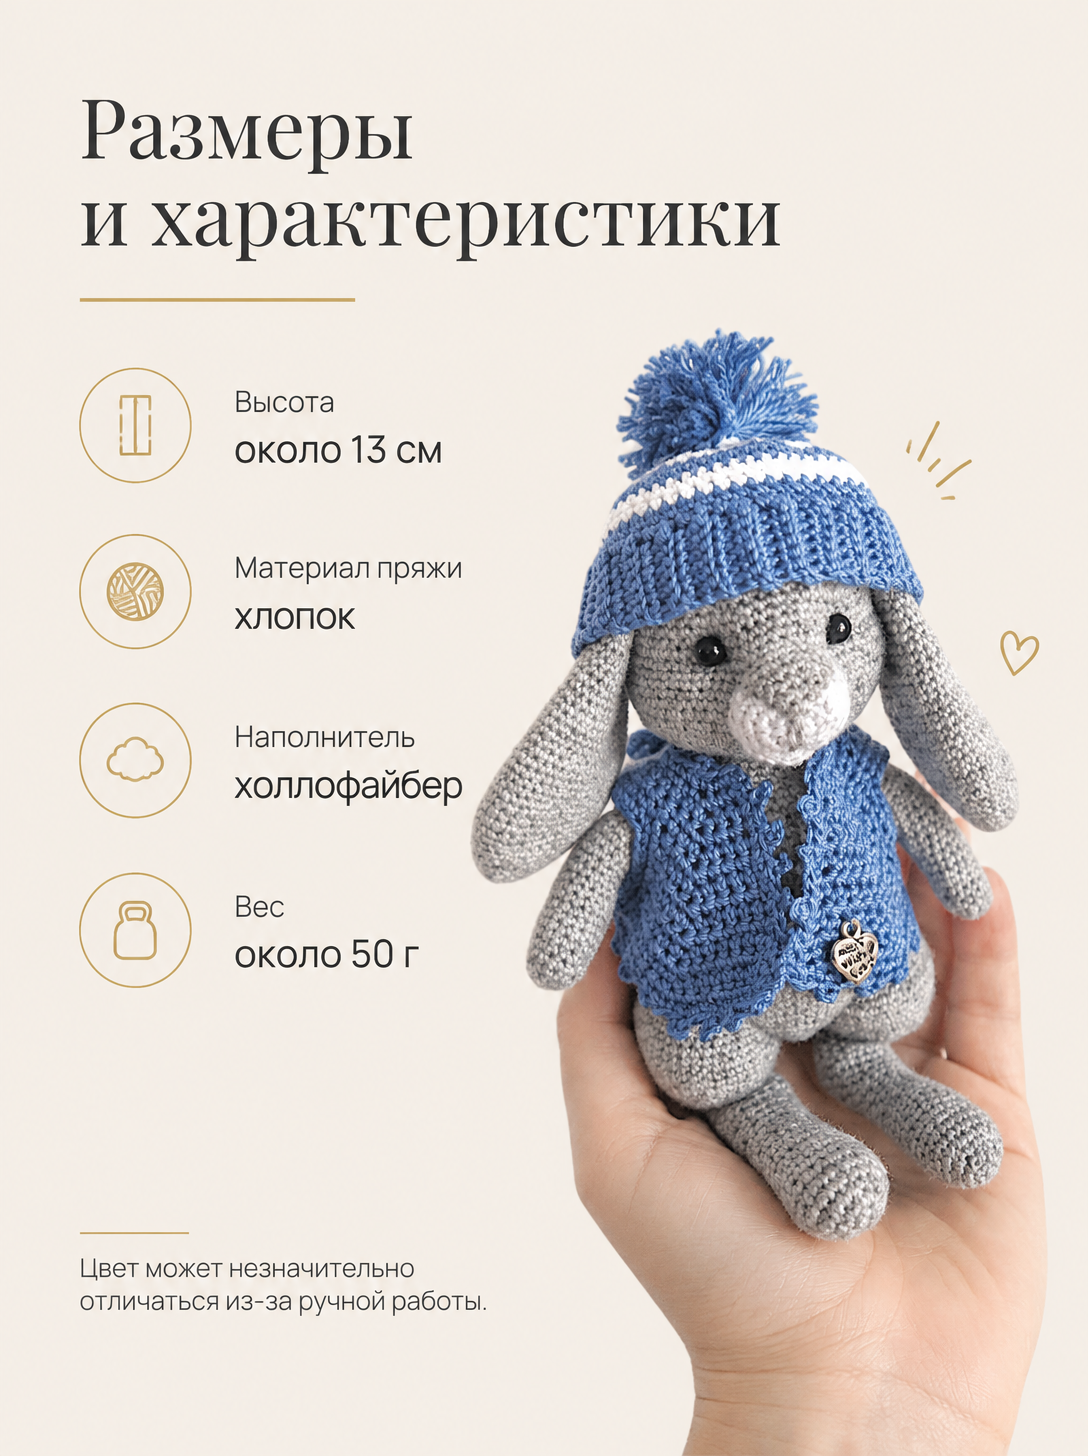 Размеры
и характеристики
Высота
около 13 см
Материал пряжи
хлопок
Наполнитель
холлофайбер
Вес
около 50 г
Цвет может незначительно
отличаться из-за ручной работы.